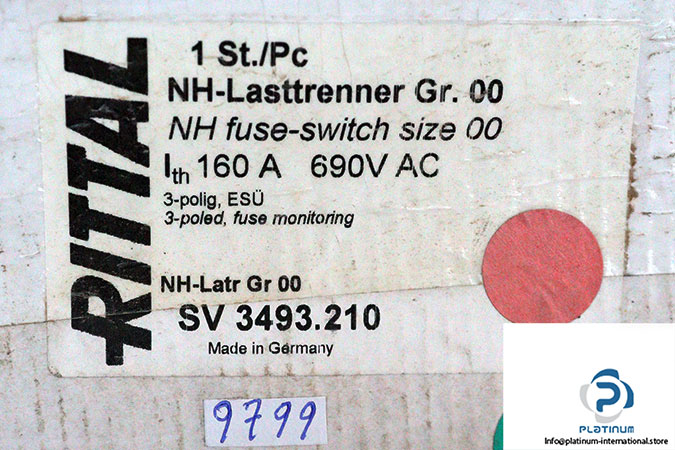 RITTAL
1 St./Pc
NH-Lasttrenner Gr. 00
NH fuse-switch size 00
Ith 160 A 690V AC
3-polig, ESÜ
3-poled, fuse monitoring
NH-Latr Gr 00
SV 3493.210
Made in Germany
9799
PLATINUM
Info@platinum-international.store